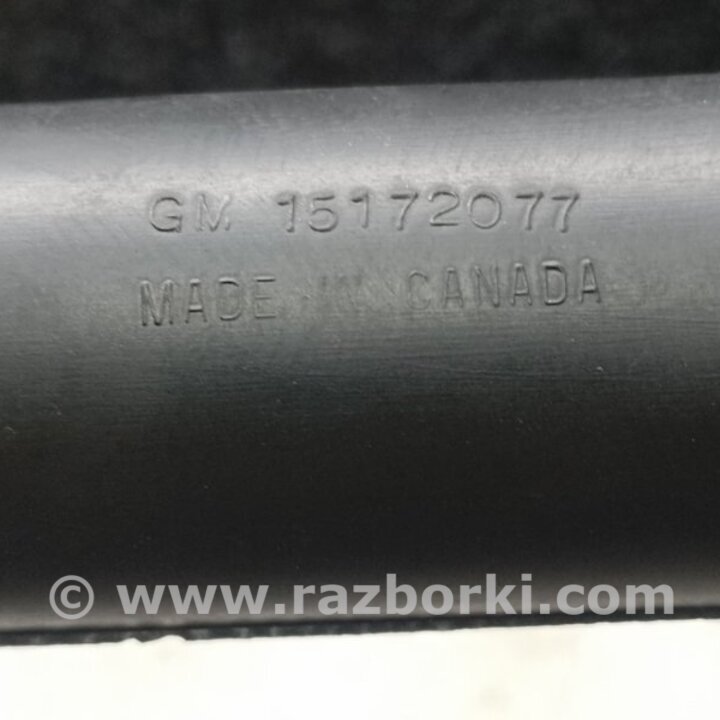 GM 15172077
MADE IN CANADA
© www.razborki.com